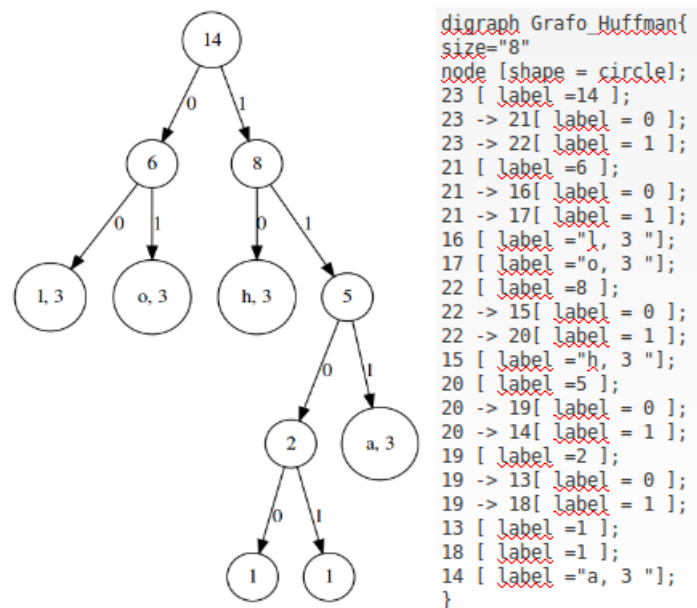 14
0 1
6 8
0 1 0 1
l, 3 o, 3 h, 3 5
0 1
2 a, 3
0 1
1 1
digraph Grafo_Huffman{
size="8"
node [shape = circle];
23 [ label =14 ];
23 -> 21[ label = 0 ];
23 -> 22[ label = 1 ];
21 [ label =6 ];
21 -> 16[ label = 0 ];
21 -> 17[ label = 1 ];
16 [ label ="l, 3 "];
17 [ label ="o, 3 "];
22 [ label =8 ];
22 -> 15[ label = 0 ];
22 -> 20[ label = 1 ];
15 [ label ="h, 3 "];
20 [ label =5 ];
20 -> 19[ label = 0 ];
20 -> 14[ label = 1 ];
19 [ label =2 ];
19 -> 13[ label = 0 ];
19 -> 18[ label = 1 ];
13 [ label =1 ];
18 [ label =1 ];
14 [ label ="a, 3 "];
}